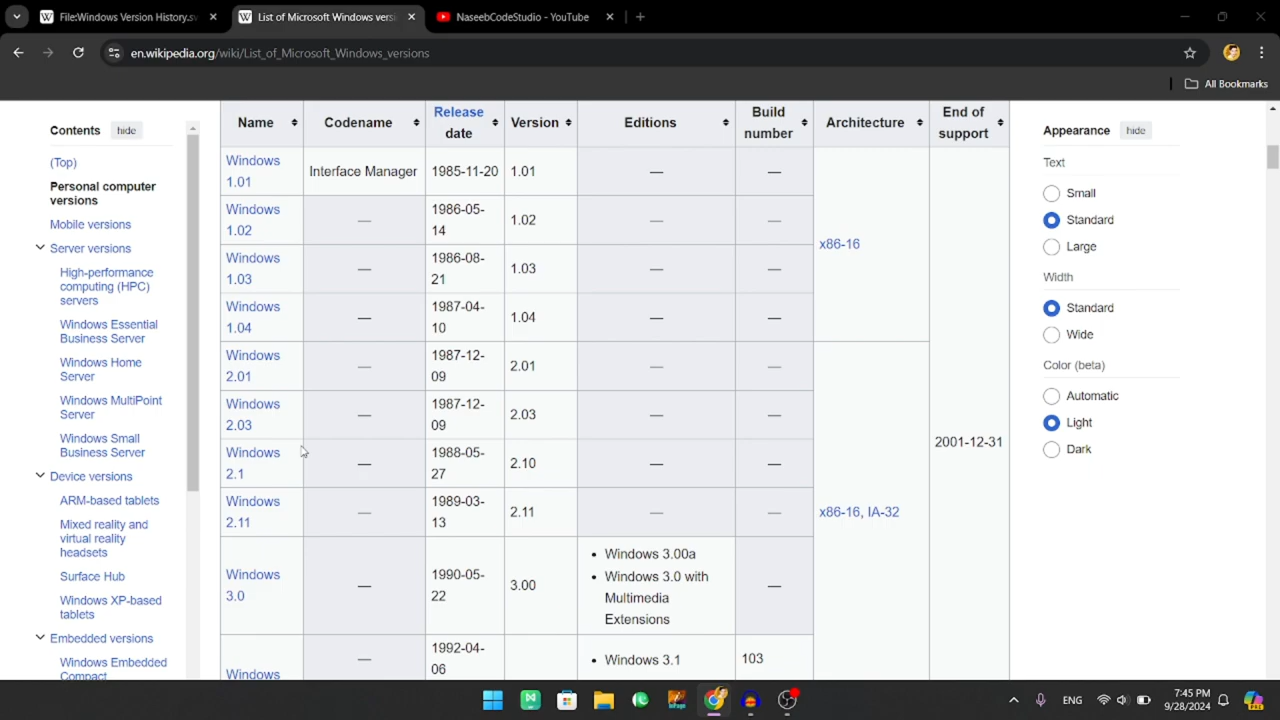 File:Windows Version History.sv
List of Microsoft Windows versi
NaseebCodeStudio - YouTube
en.wikipedia.org/wiki/List_of_Microsoft_Windows_versions
All Bookmarks
Contents hide
(Top)
Personal computer
versions
Mobile versions
Server versions
High-performance
computing (HPC)
servers
Windows Essential
Business Server
Windows Home
Server
Windows MultiPoint
Server
Windows Small
Business Server
Device versions
ARM-based tablets
Mixed reality and
virtual reality
headsets
Surface Hub
Windows XP-based
tablets
Embedded versions
Windows Embedded
Compact
Name Codename Release date Version Editions Build number Architecture End of support
Windows 1.01 Interface Manager 1985-11-20 1.01 — — x86-16 2001-12-31
Windows 1.02 — 1986-05-14 1.02 — —
Windows 1.03 — 1986-08-21 1.03 — —
Windows 1.04 — 1987-04-10 1.04 — —
Windows 2.01 — 1987-12-09 2.01 — — x86-16, IA-32
Windows 2.03 — 1987-12-09 2.03 — —
Windows 2.1 — 1988-05-27 2.10 — —
Windows 2.11 — 1989-03-13 2.11 — —
Windows 3.0 — 1990-05-22 3.00 • Windows 3.00a
• Windows 3.0 with
Multimedia
Extensions —
Windows — 1992-04-06 • Windows 3.1 103
Appearance hide
Text
Small
Standard
Large
Width
Standard
Wide
Color (beta)
Automatic
Light
Dark
ENG
7:45 PM
9/28/2024